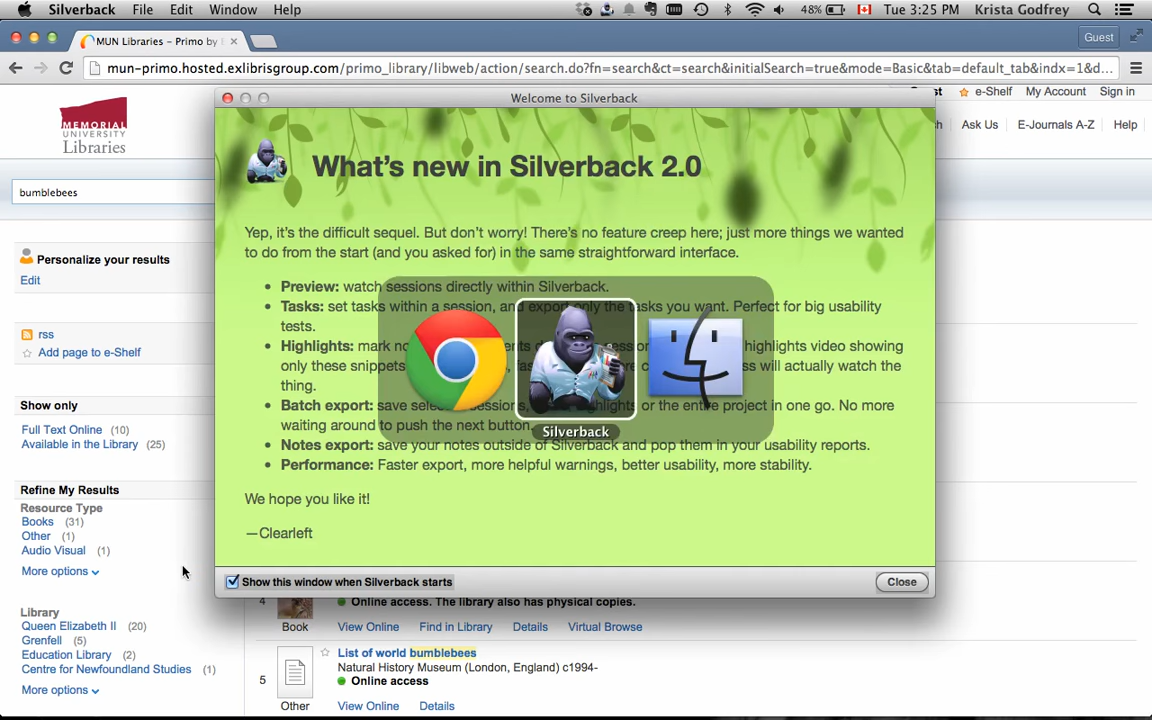 Silverback File Edit Window Help 48% Tue 3:25 PM Krista Godfrey
MUN Libraries – Primo by Guest
mun-primo.hosted.exlibrisgroup.com/primo_library/libweb/action/search.do?fn=search&ct=search&initialSearch=true&mode=Basic&tab=default_tab&indx=1&d...
Welcome to Silverback
e-Shelf My Account Sign in
MEMORIAL
UNIVERSITY
Libraries
Ask Us E-Journals A-Z Help
What's new in Silverback 2.0
bumblebees
Yep, it's the difficult sequel. But don't worry! There's no feature creep here; just more things we wanted
to do from the start (and you asked for) in the same straightforward interface.
Personalize your results
Edit
Preview: watch sessions directly within Silverback.
Tasks: set tasks within a session, and export only the tasks you want. Perfect for big usability
tests.
rss
Add page to e-Shelf
Highlights: mark highlights video showing
only these snippets will actually watch the
thing.
Show only
Full Text Online (10)
Available in the Library (25)
Batch export: save or the entire project in one go. No more
waiting around to push the next button.
Silverback
Notes export: save your notes outside of Silverback and pop them in your usability reports.
Performance: Faster export, more helpful warnings, better usability, more stability.
Refine My Results
Resource Type
Books (31)
Other (1)
Audio Visual (1)
More options
We hope you like it!
—Clearleft
Show this window when Silverback starts Close
Library
Queen Elizabeth II (20)
Grenfell (5)
Education Library (2)
Centre for Newfoundland Studies (1)
More options
4
Online access. The library also has physical copies.
Book View Online Find in Library Details Virtual Browse
List of world bumblebees
Natural History Museum (London, England) c1994-
5 Online access
Other View Online Details